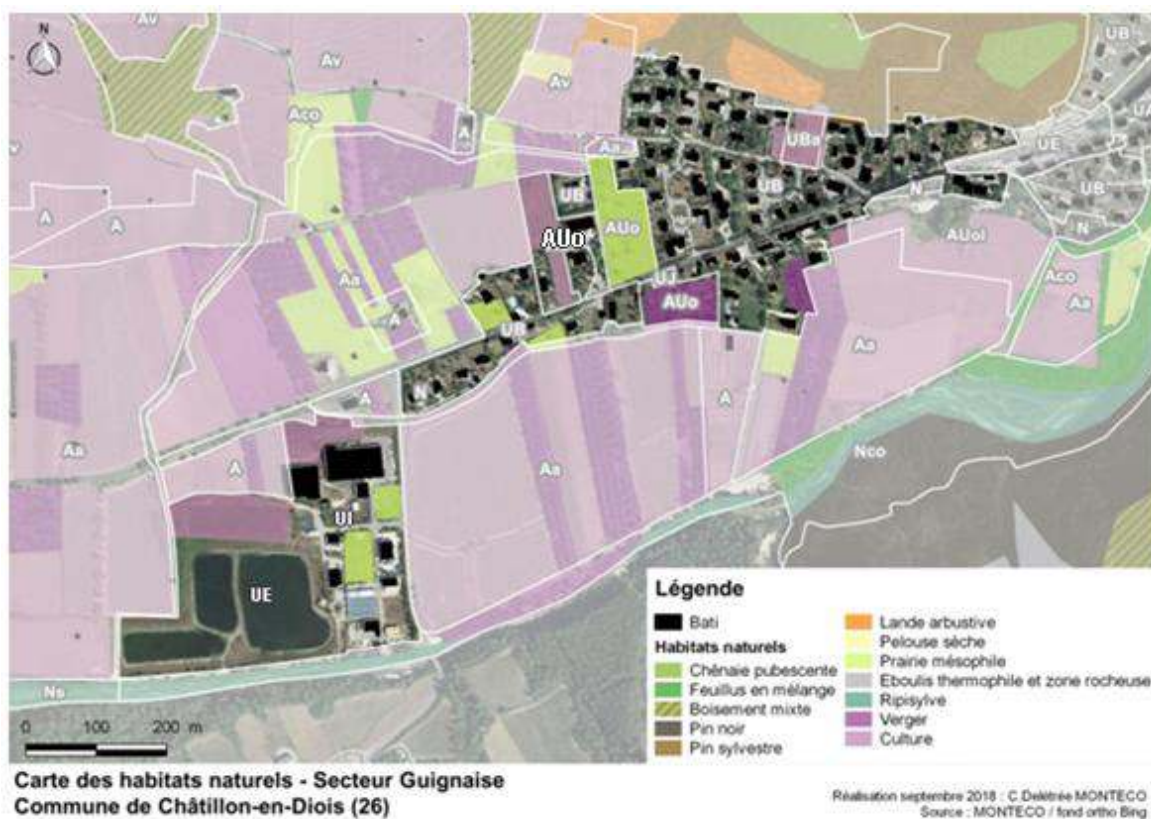 N
Av
Av
Av
UB
Aco
A
UBa
UA
UE
Aa
UB
N
UB
UB
A
A
AUo
AUo
N
AUoI
Aco
Aa
Aa
UJ
AUo
A
UB
Aa
N
A
A
Aa
Aa
A
Nco
UI
UE
Ns
0 100 200 m
Légende
Bati
Habitats naturels
Chênaie pubescente
Feuillus en mélange
Boisement mixte
Pin noir
Pin sylvestre
Lande arbustive
Pelouse sèche
Prairie mésophile
Eboulis thermophile et zone rocheuse
Ripisylve
Verger
Culture
Carte des habitats naturels - Secteur Guignaise
Commune de Châtillon-en-Diois (26)
Réalisation septembre 2018 : C.Delétrée MONTECO
Source : MONTECO / fond ortho Bing